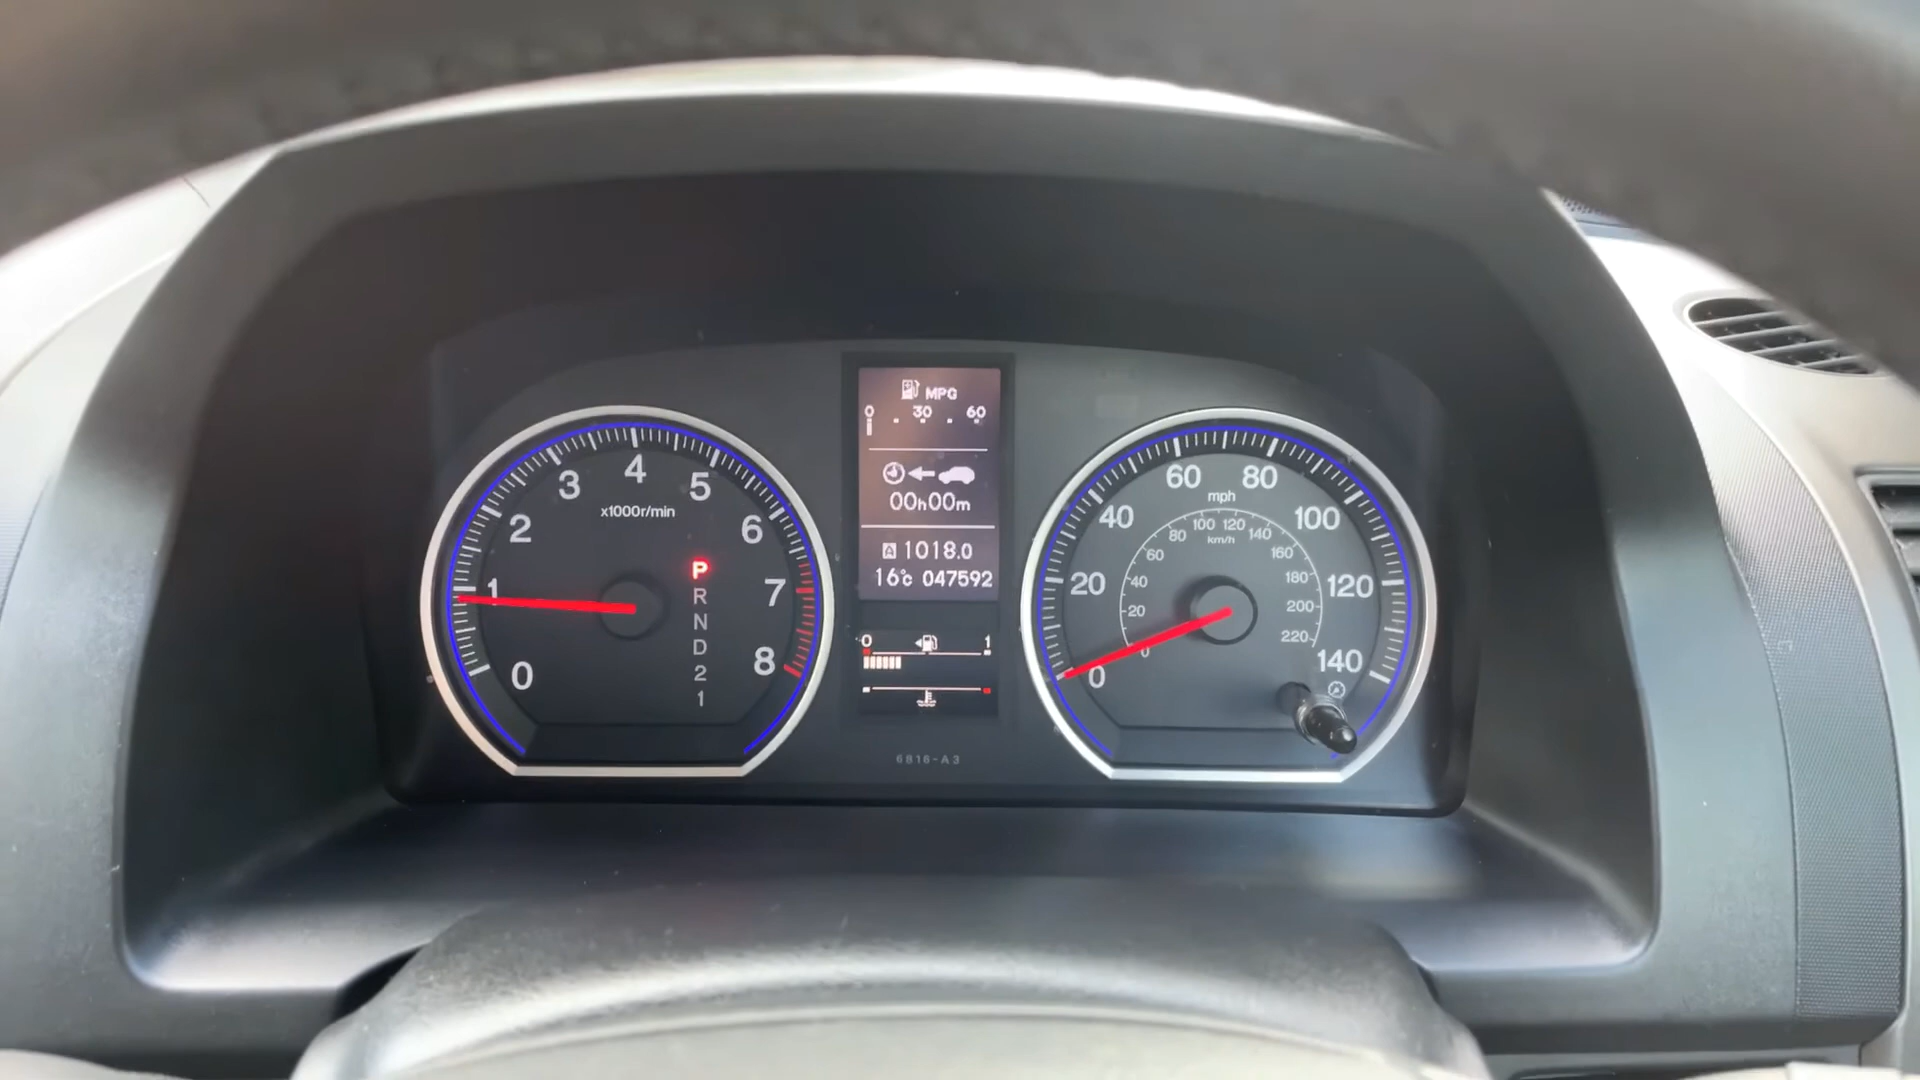 0
1
2
3
4
5
6
7
8
x1000r/min
P
R
N
D
2
1
MPG
0 30 60
00h00m
A 1018.0
16°c 047592
0 1
6816-A3
0
20
40
60
80
100
120
140
mph
0
20
40
60
80
100
120
140
160
180
200
220
km/h